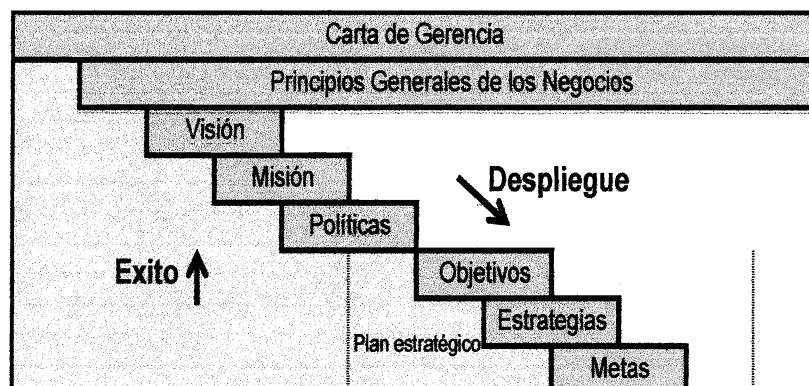 Carta de Gerencia
Principios Generales de los Negocios
Visión
Misión
Despliegue
Políticas
Exito
Objetivos
Estrategias
Plan estratégico
Metas